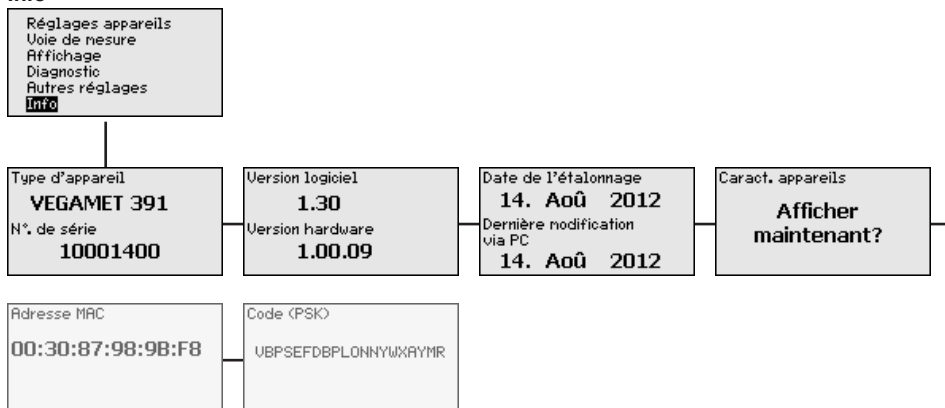 Info
Réglages appareils
Voie de mesure
Affichage
Diagnostic
Autres réglages
Info
Type d'appareil
VEGAMET 391
N°. de série
10001400
Version logiciel
1.30
Version hardware
1.00.09
Date de l'étalonnage
14. Aoû 2012
Dernière modification
via PC
14. Aoû 2012
Caract. appareils
Afficher
maintenant?
Adresse MAC
00:30:87:98:9B:F8
Code (PSK)
VBPSEFDBPLONNYWXAYMR